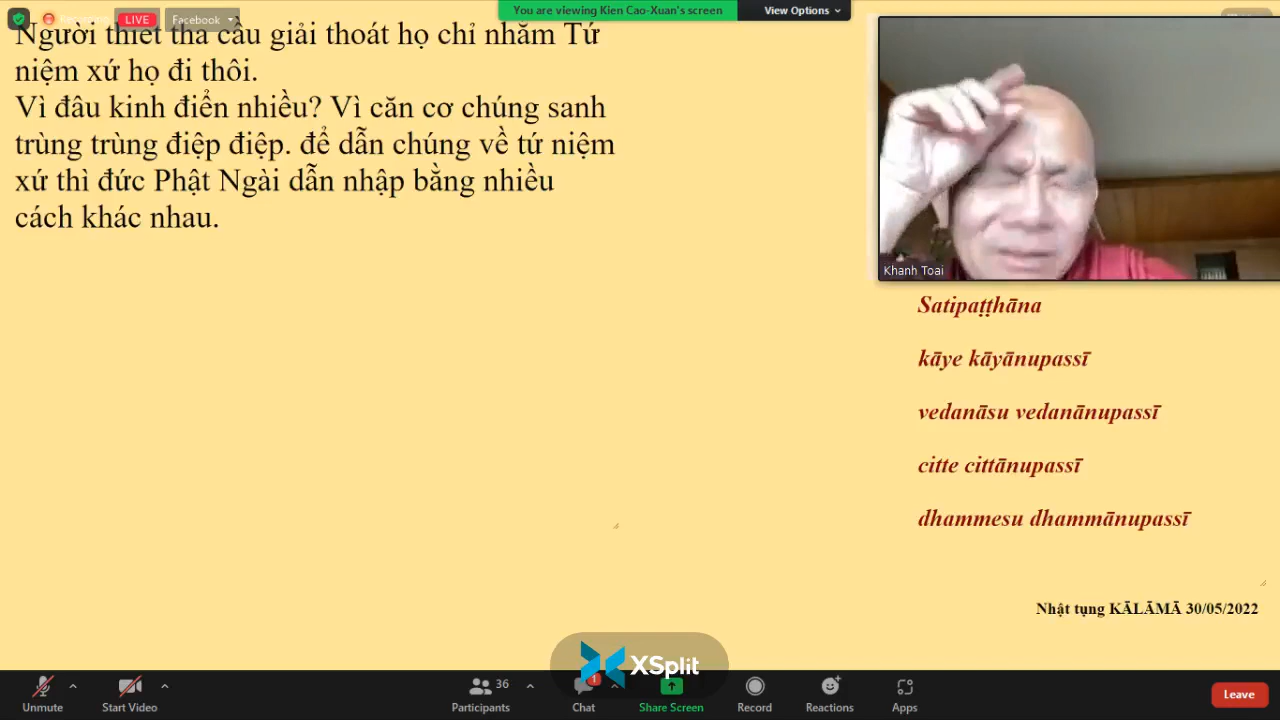 Recording
LIVE
Facebook
You are viewing Kien Cao-Xuan's screen
View Options
Người thiết tha cầu giải thoát họ chỉ nhăm Tứ
niệm xứ họ đi thôi.
Vì đâu kinh điển nhiều? Vì căn cơ chúng sanh
trùng trùng điệp điệp. để dẫn chúng về tứ niệm
xứ thì đức Phật Ngài dẫn nhập bằng nhiều
cách khác nhau.
Khanh Toai
Satipaṭṭhāna
kāye kāyānupassī
vedanāsu vedanānupassī
citte cittānupassī
dhammesu dhammānupassī
Nhật tụng KĀLĀMĀ 30/05/2022
XSplit
36
1
Unmute
Start Video
Participants
Chat
Share Screen
Record
Reactions
Apps
Leave